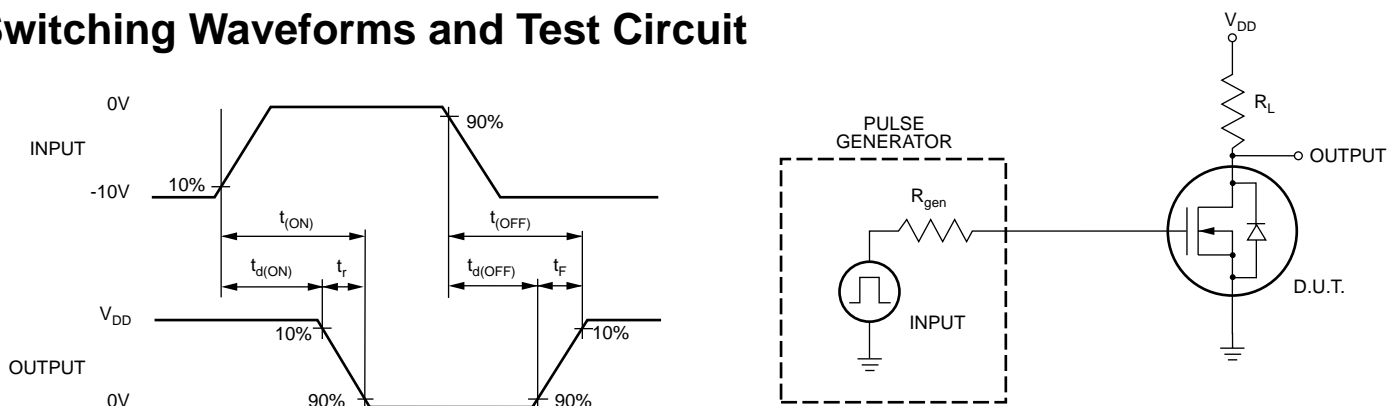 witching Waveforms and Test Circuit
0V
INPUT
-10V
10%
90%
t(ON)
t(OFF)
td(ON)
tr
td(OFF)
tF
VDD
10%
10%
OUTPUT
0V
90%
90%
PULSE
GENERATOR
Rgen
INPUT
VDD
RL
OUTPUT
D.U.T.